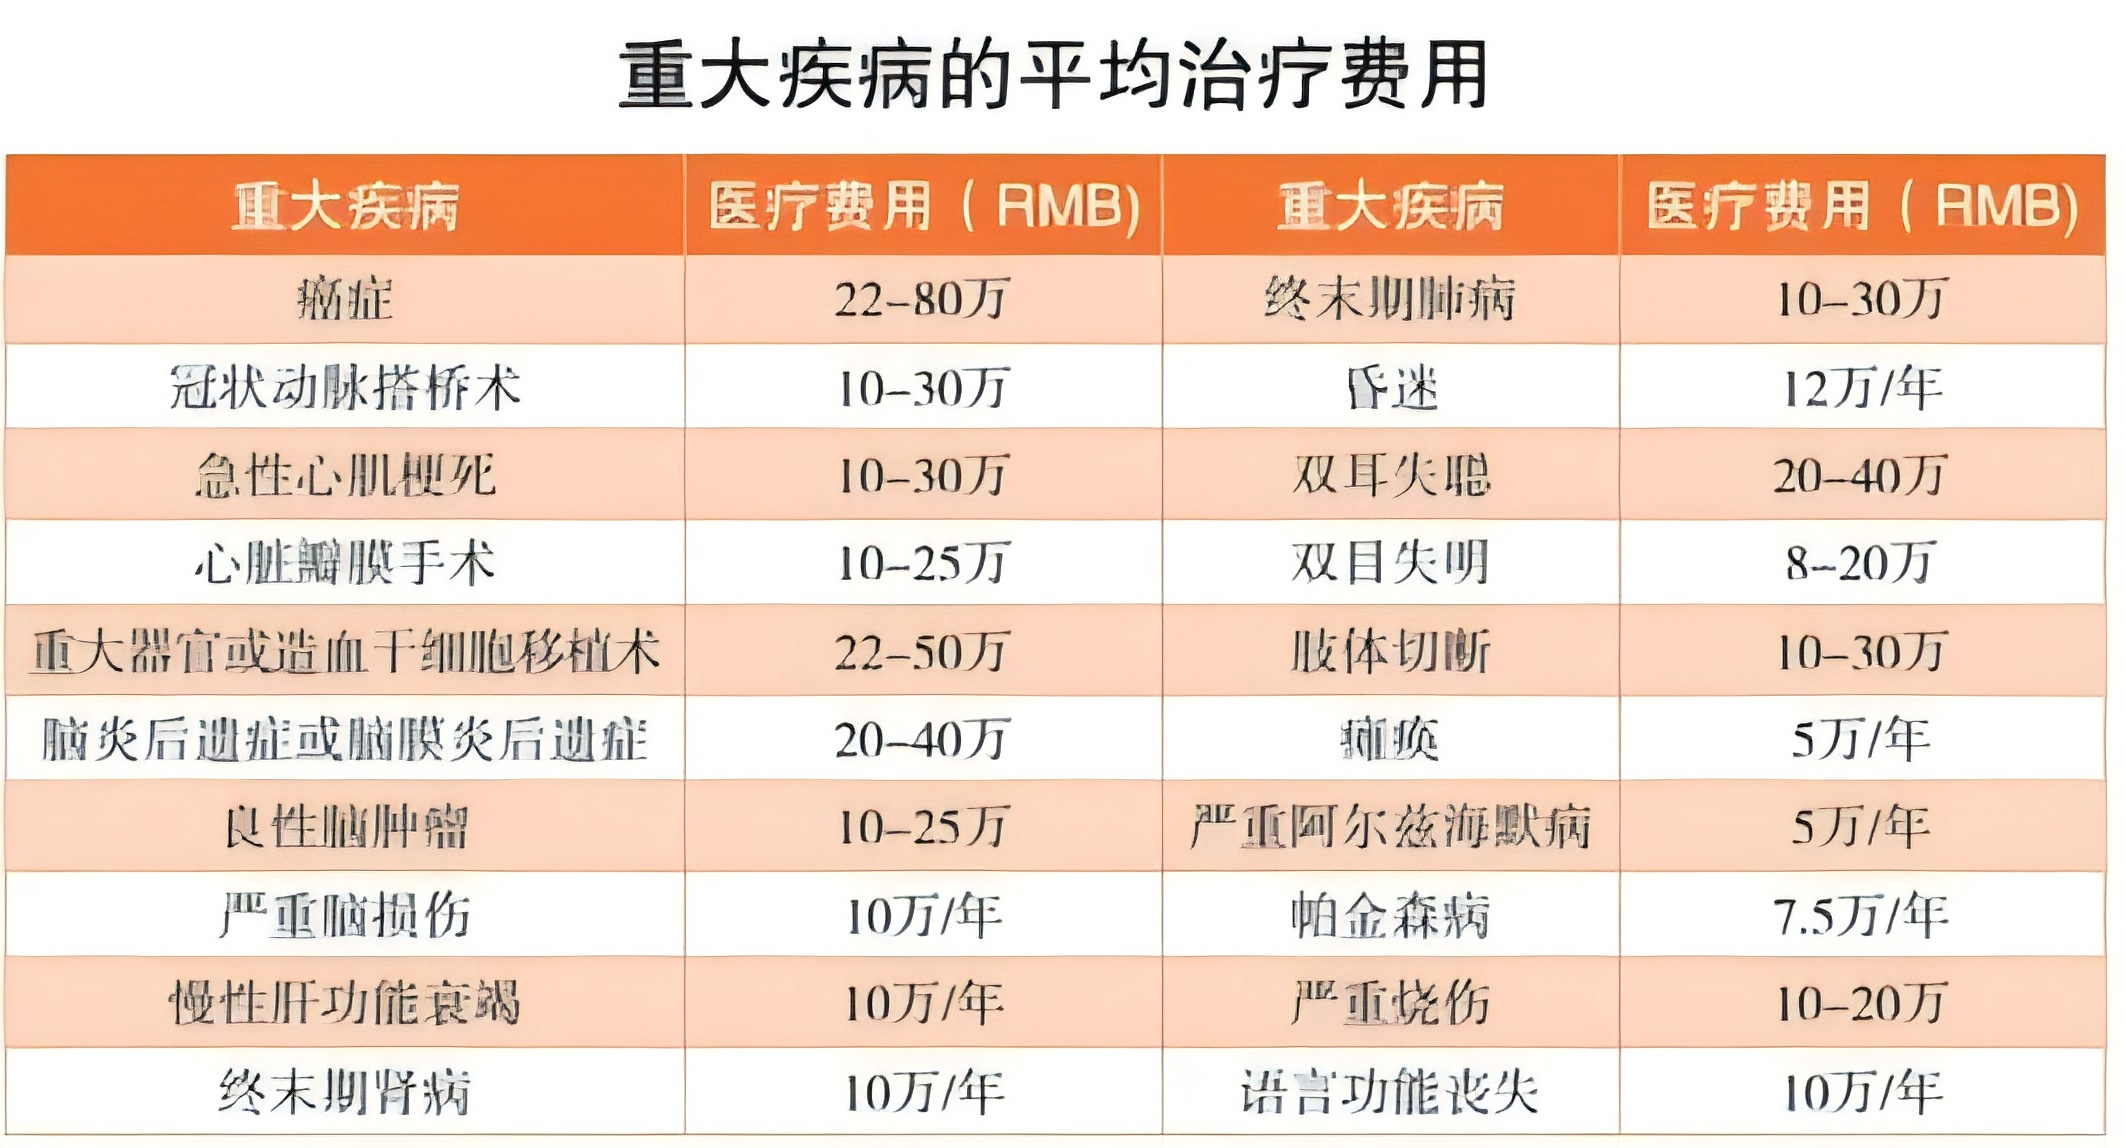 重大疾病的平均治疗费用
重大疾病 医疗费用（RMB) 重大疾病 医疗费用（RMB)
癌症 22–80万 终末期肺病 10–30万
冠状动脉搭桥术 10–30万 昏迷 12万/年
急性心肌梗死 10–30万 双耳失聪 20–40万
心脏瓣膜手术 10–25万 双目失明 8–20万
重大器官或造血干细胞移植术 22–50万 肢体切断 10–30万
脑炎后遗症或脑膜炎后遗症 20–40万 瘫痪 5万/年
良性脑肿瘤 10–25万 严重阿尔兹海默病 5万/年
严重脑损伤 10万/年 帕金森病 7.5万/年
慢性肝功能衰竭 10万/年 严重烧伤 10–20万
终末期肾病 10万/年 语言功能丧失 10万/年